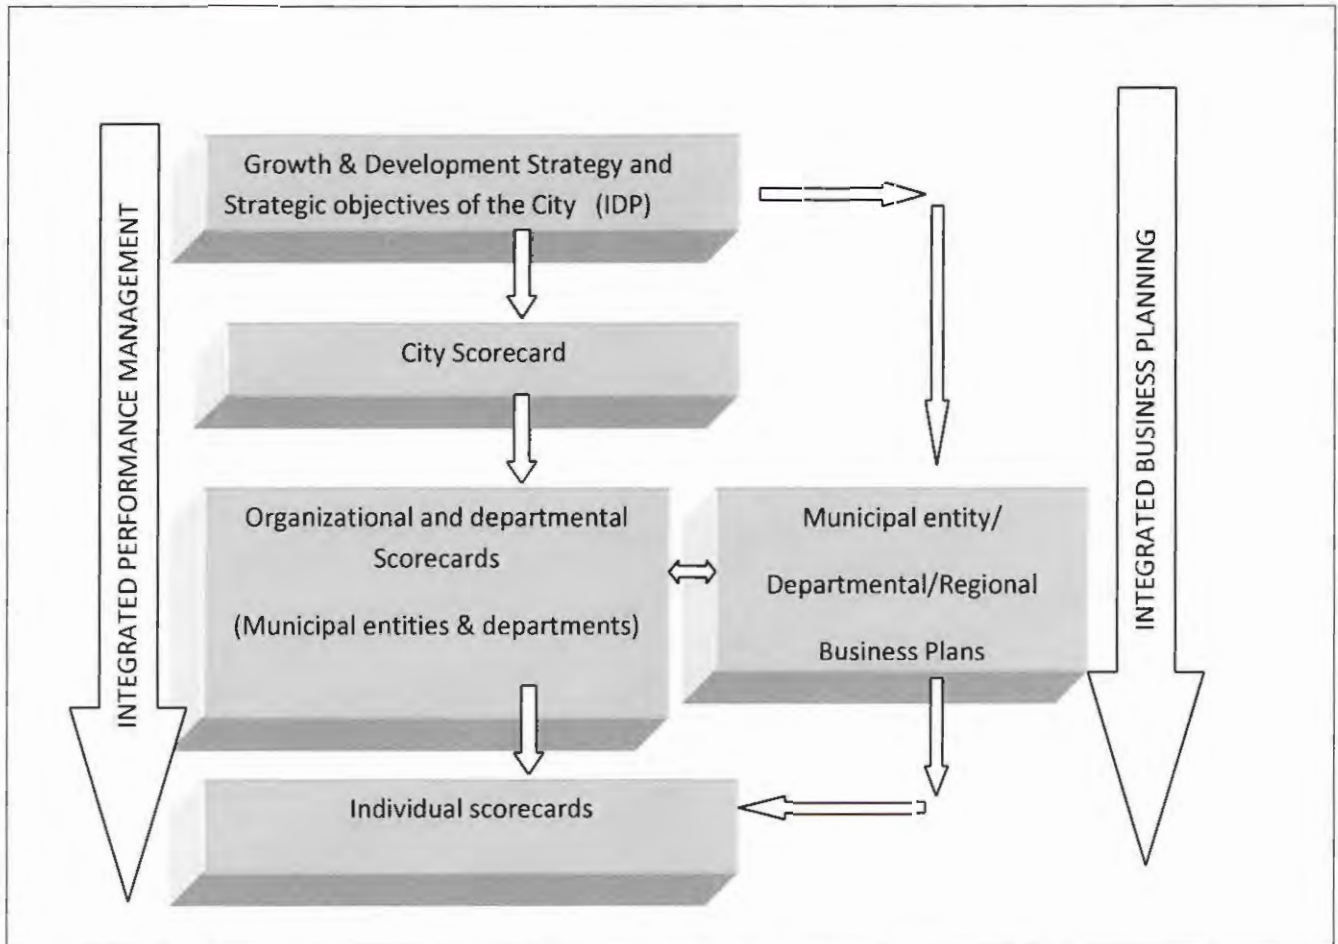 INTEGRATED PERFORMANCE MANAGEMENT
Growth & Development Strategy and
Strategic objectives of the City (IDP)
City Scorecard
Organizational and departmental
Scorecards
(Municipal entities & departments)
Municipal entity/
Departmental/Regional
Business Plans
Individual scorecards
INTEGRATED BUSINESS PLANNING